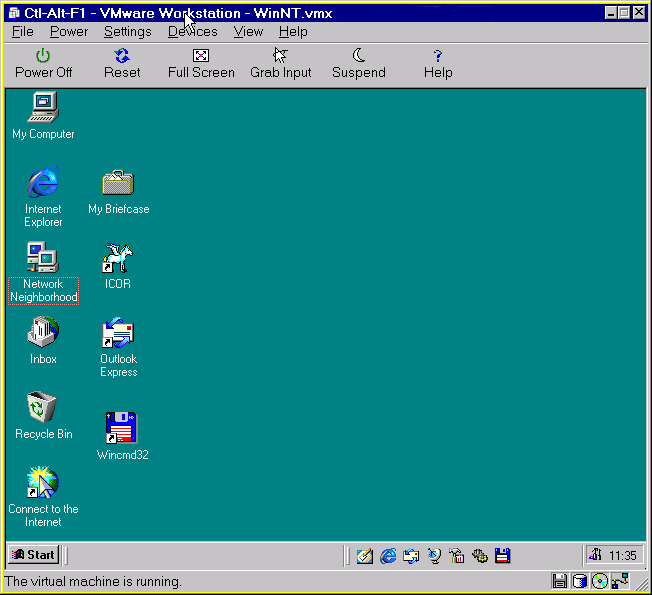 Ctl-Alt-F1 - VMware Workstation - WinNT.vmx
File Power Settings Devices View Help
Power Off Reset Full Screen Grab Input Suspend Help
My Computer
Internet
Explorer
My Briefcase
Network
Neighborhood
ICOR
Inbox
Outlook
Express
Recycle Bin
Wincmd32
Connect to the
Internet
Start
11:35
The virtual machine is running.